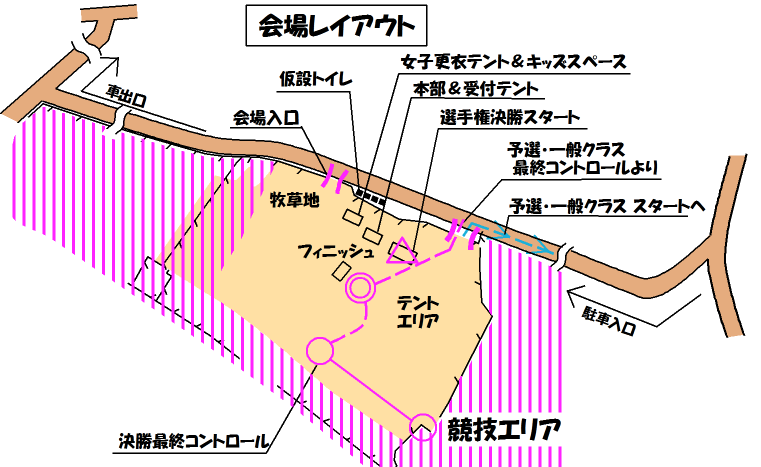 会場レイアウト
女子更衣テント＆キッズスペース
仮設トイレ
本部＆受付テント
車出口
会場入口
選手権決勝スタート
予選・一般クラス
最終コントロールより
牧草地
予選・一般クラス スタートへ
フィニッシュ
テント
エリア
駐車入口
競技エリア
決勝最終コントロール